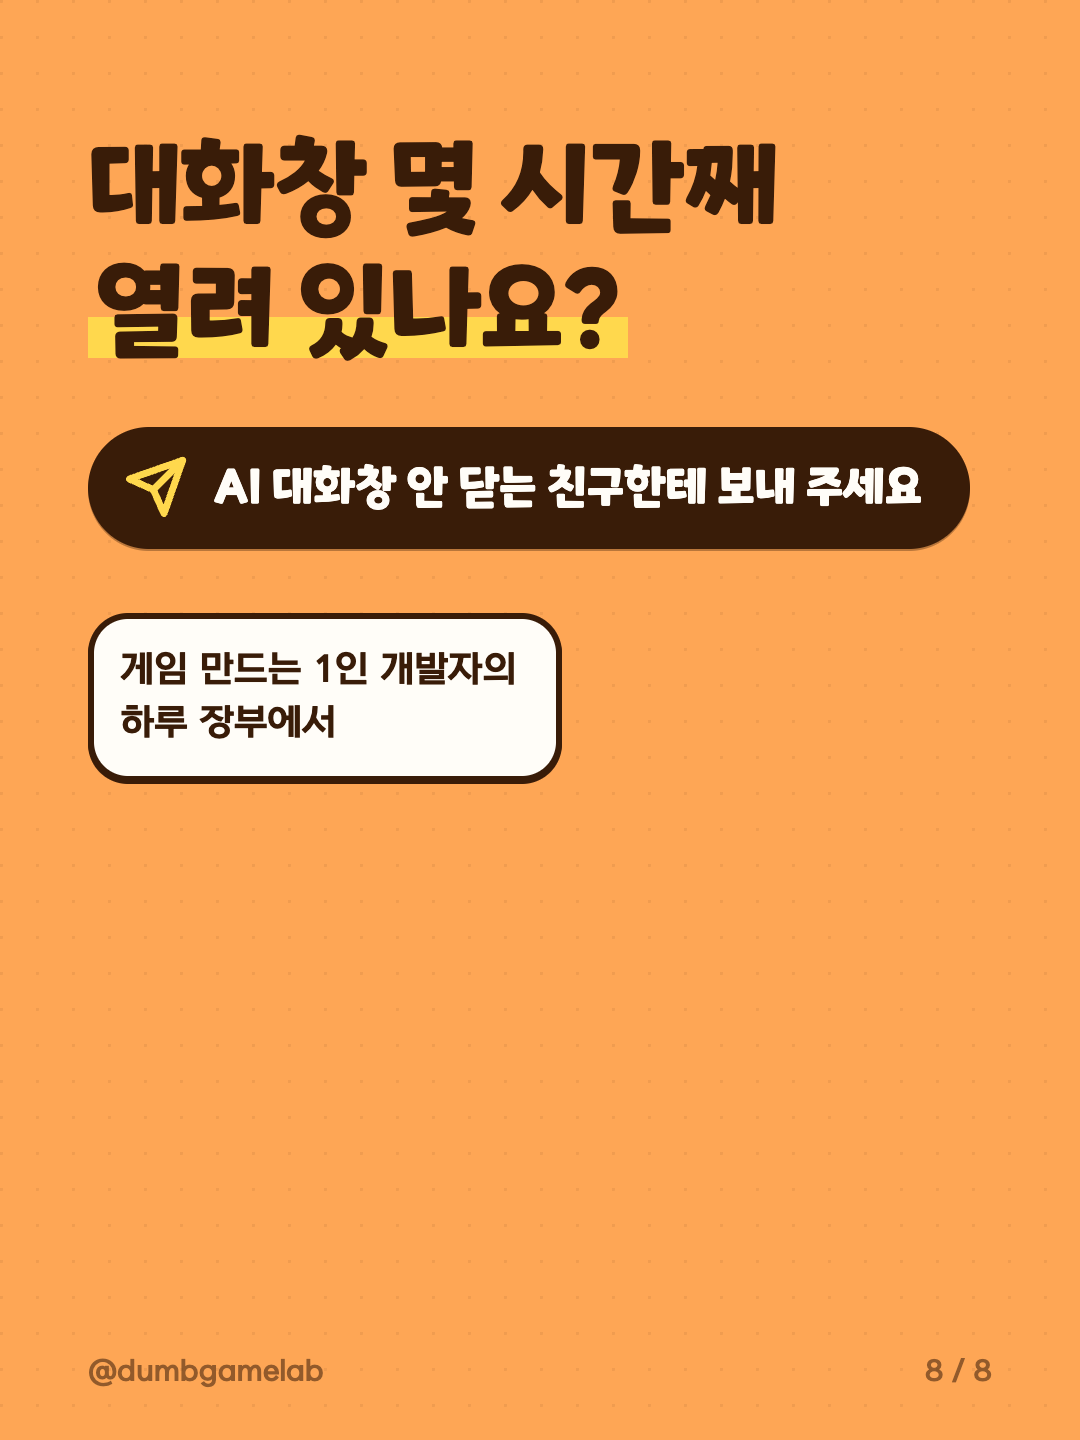 대화창 몇 시간째
열려 있나요?
AI 대화창 안 닫는 친구한테 보내 주세요
게임 만드는 1인 개발자의
하루 장부에서
@dumbgamelab
8 / 8